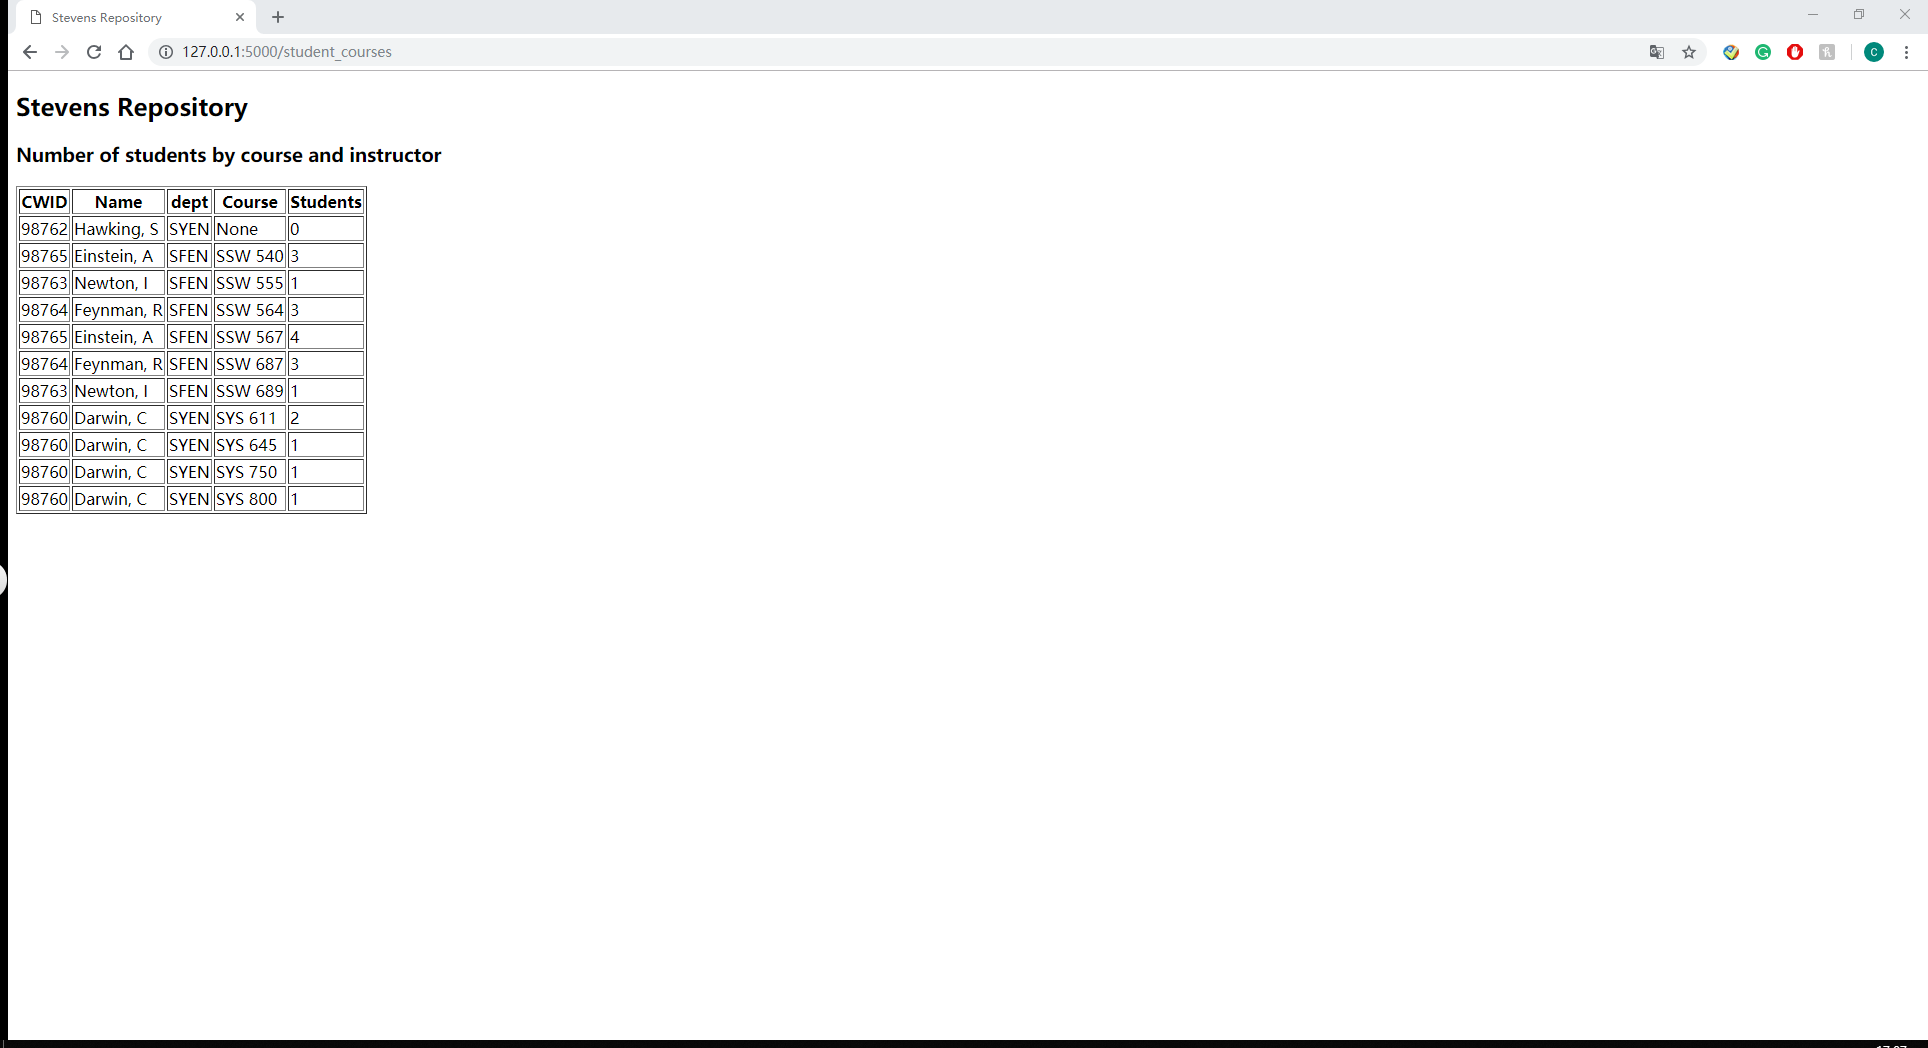 Stevens Repository
127.0.0.1:5000/student_courses
C
Stevens Repository
Number of students by course and instructor
CWID Name dept Course Students
98762 Hawking, S SYEN None 0
98765 Einstein, A SFEN SSW 540 3
98763 Newton, I SFEN SSW 555 1
98764 Feynman, R SFEN SSW 564 3
98765 Einstein, A SFEN SSW 567 4
98764 Feynman, R SFEN SSW 687 3
98763 Newton, I SFEN SSW 689 1
98760 Darwin, C SYEN SYS 611 2
98760 Darwin, C SYEN SYS 645 1
98760 Darwin, C SYEN SYS 750 1
98760 Darwin, C SYEN SYS 800 1